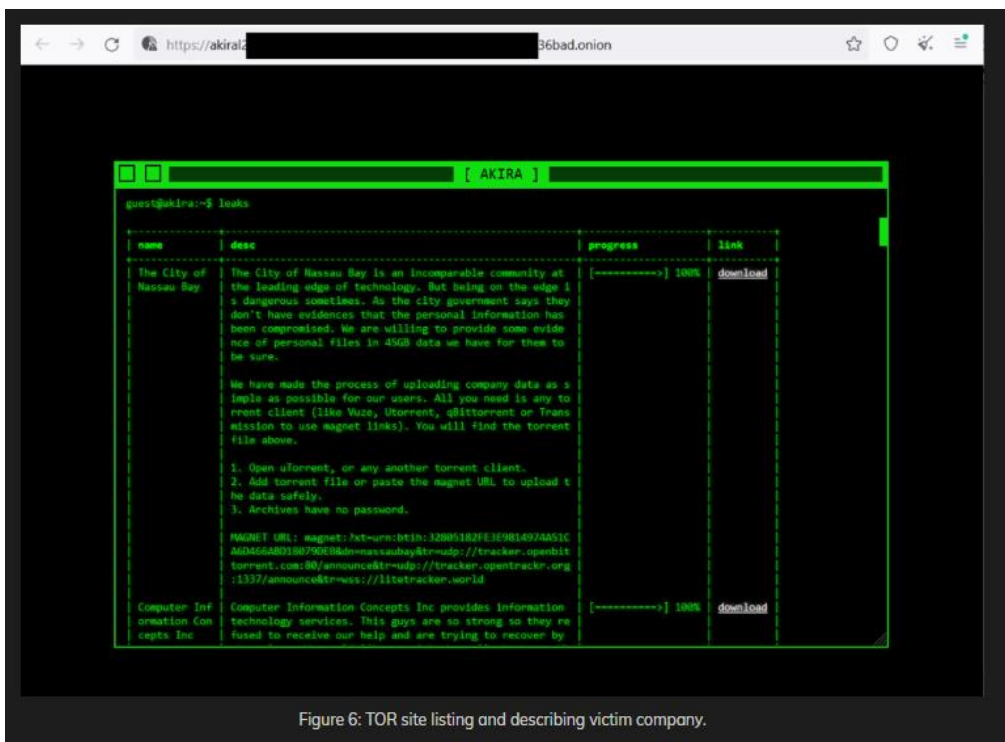 https://akiral2
36bad.onion
[ AKIRA ]
guest@akira:~$ leaks
name | desc | progress | link
The City of Nassau Bay
The City of Nassau Bay is an incomparable community at
the leading edge of technology. But being on the edge i
s dangerous sometimes. As the city government says they
don't have evidences that the personal information has
been compromised. We are willing to provide some evide
nce of personal files in 45GB data we have for them to
be sure.
We have made the process of uploading company data as s
imple as possible for our users. All you need is any to
rrent client (like Vuze, Utorrent, qBittorrent or Trans
mission to use magnet links). You will find the torrent
file above.
1. Open uTorrent, or any another torrent client.
2. Add torrent file or paste the magnet URL to upload t
he data safely.
3. Archives have no password.
MAGNET URL:
[---------->] 100%
download
Computer Inf
ormation Con
cepts Inc
Computer Information Concepts Inc provides information
technology services. This guys are so strong so they re
fused to receive our help and are trying to recover by
[---------->] 100%
download
Figure 6: TOR site listing and describing victim company.